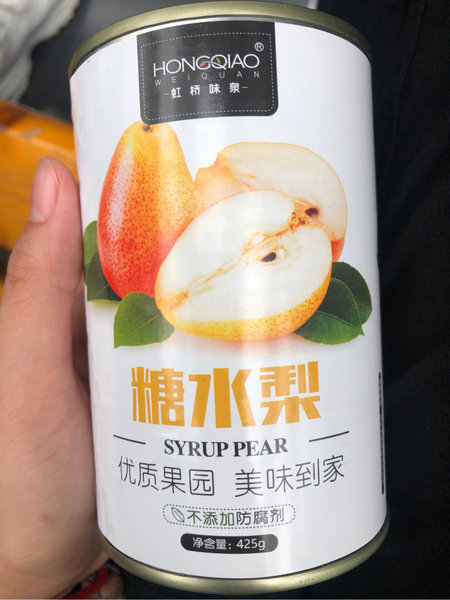 HONGQIAO®
WEIQUAN
虹桥味泉
糖水梨
SYRUP PEAR
优质果园 美味到家
不添加防腐剂
净含量: 425g